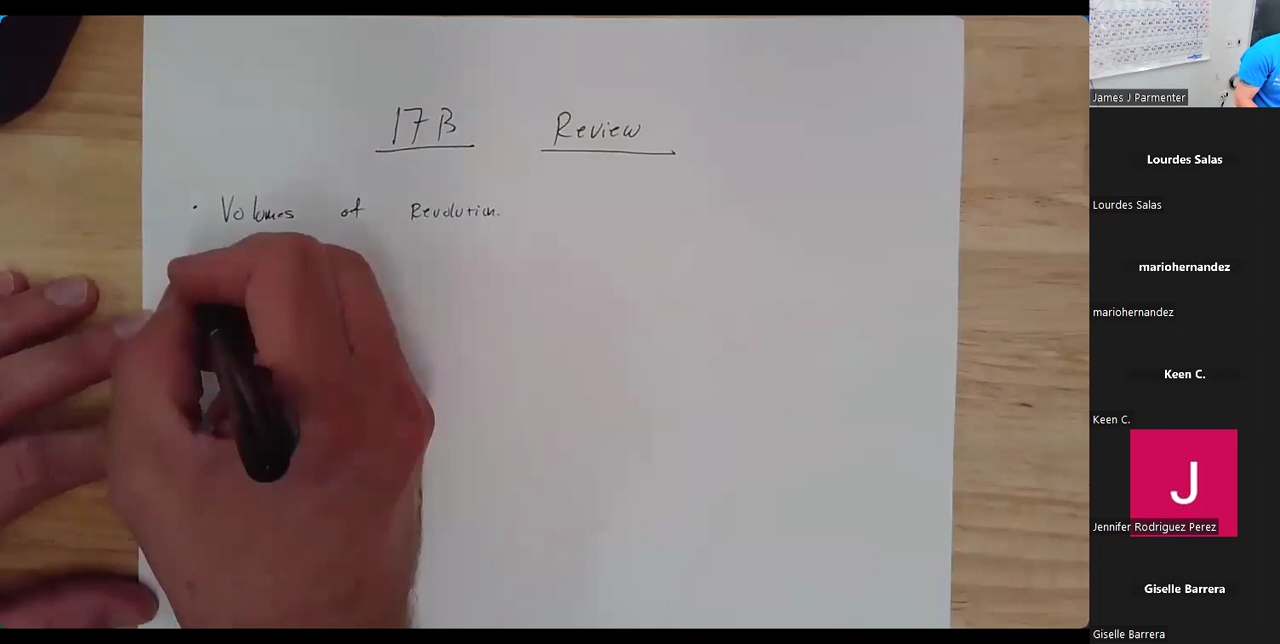 17B Review
· Volumes of Revolution.
James J Parmenter
Lourdes Salas
Lourdes Salas
mariohernandez
mariohernandez
Keen C.
Keen C.
J
Jennifer Rodriguez Perez
Giselle Barrera
Giselle Barrera